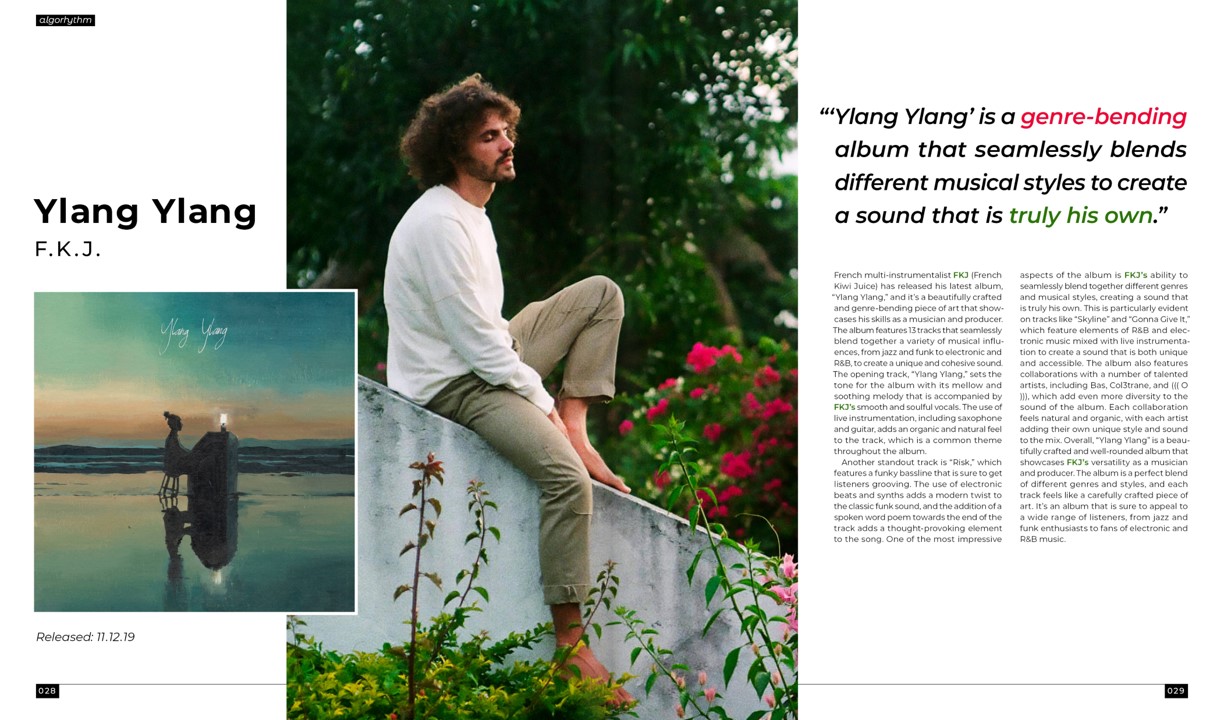 algorhythm
Ylang Ylang
F.K.J.
Ylang Ylang
Released: 11.12.19
028
“‘Ylang Ylang’ is a genre-bending
album that seamlessly blends
different musical styles to create
a sound that is truly his own.”
French multi-instrumentalist FKJ (French
Kiwi Juice) has released his latest album,
“Ylang Ylang,” and it’s a beautifully crafted
and genre-bending piece of art that show-
cases his skills as a musician and producer.
The album features 13 tracks that seamlessly
blend together a variety of musical influ-
ences, from jazz and funk to electronic and
R&B, to create a unique and cohesive sound.
The opening track, “Ylang Ylang,” sets the
tone for the album with its mellow and
soothing melody that is accompanied by
FKJ’s smooth and soulful vocals. The use of
live instrumentation, including saxophone
and guitar, adds an organic and natural feel
to the track, which is a common theme
throughout the album.
Another standout track is “Risk,” which
features a funky bassline that is sure to get
listeners grooving. The use of electronic
beats and synths adds a modern twist to
the classic funk sound, and the addition of a
spoken word poem towards the end of the
track adds a thought-provoking element
to the song. One of the most impressive
aspects of the album is FKJ’s ability to
seamlessly blend together different genres
and musical styles, creating a sound that
is truly his own. This is particularly evident
on tracks like “Skyline” and “Gonna Give It,”
which feature elements of R&B and elec-
tronic music mixed with live instrumenta-
tion to create a sound that is both unique
and accessible. The album also features
collaborations with a number of talented
artists, including Bas, Col3trane, and ((( O
))), which add even more diversity to the
sound of the album. Each collaboration
feels natural and organic, with each artist
adding their own unique style and sound
to the mix. Overall, “Ylang Ylang” is a beau-
tifully crafted and well-rounded album that
showcases FKJ’s versatility as a musician
and producer. The album is a perfect blend
of different genres and styles, and each
track feels like a carefully crafted piece of
art. It’s an album that is sure to appeal to
a wide range of listeners, from jazz and
funk enthusiasts to fans of electronic and
R&B music.
029